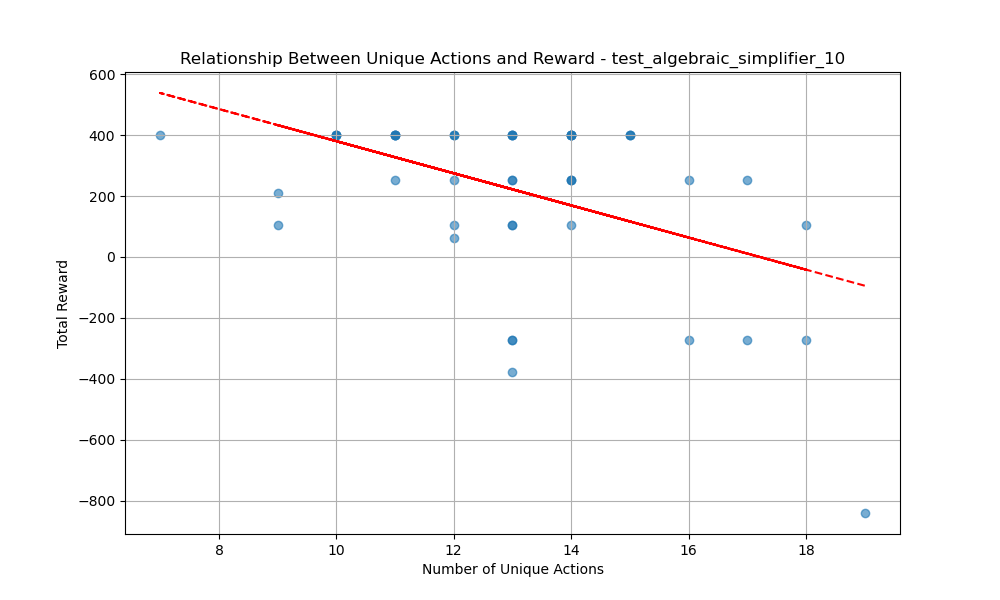 Relationship Between Unique Actions and Reward - test_algebraic_simplifier_10
600
400
200
0
−200
−400
−600
−800
Total Reward
8 10 12 14 16 18
Number of Unique Actions